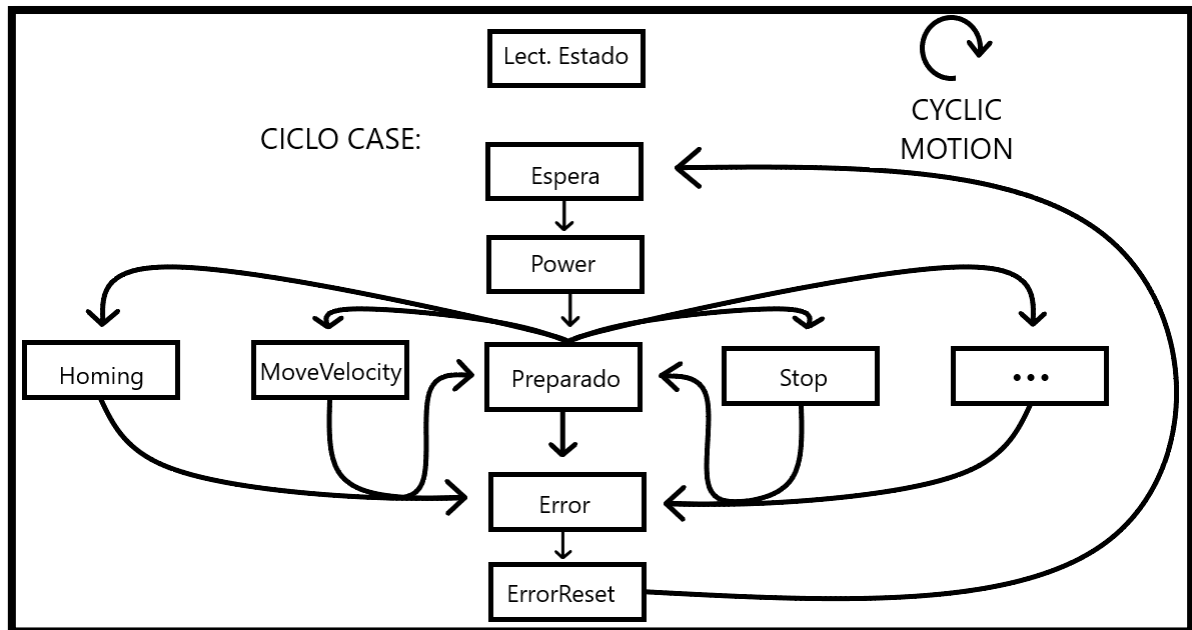 Lect. Estado
CYCLIC
MOTION
CICLO CASE:
Espera
Power
Homing
MoveVelocity
Preparado
Stop
...
Error
ErrorReset